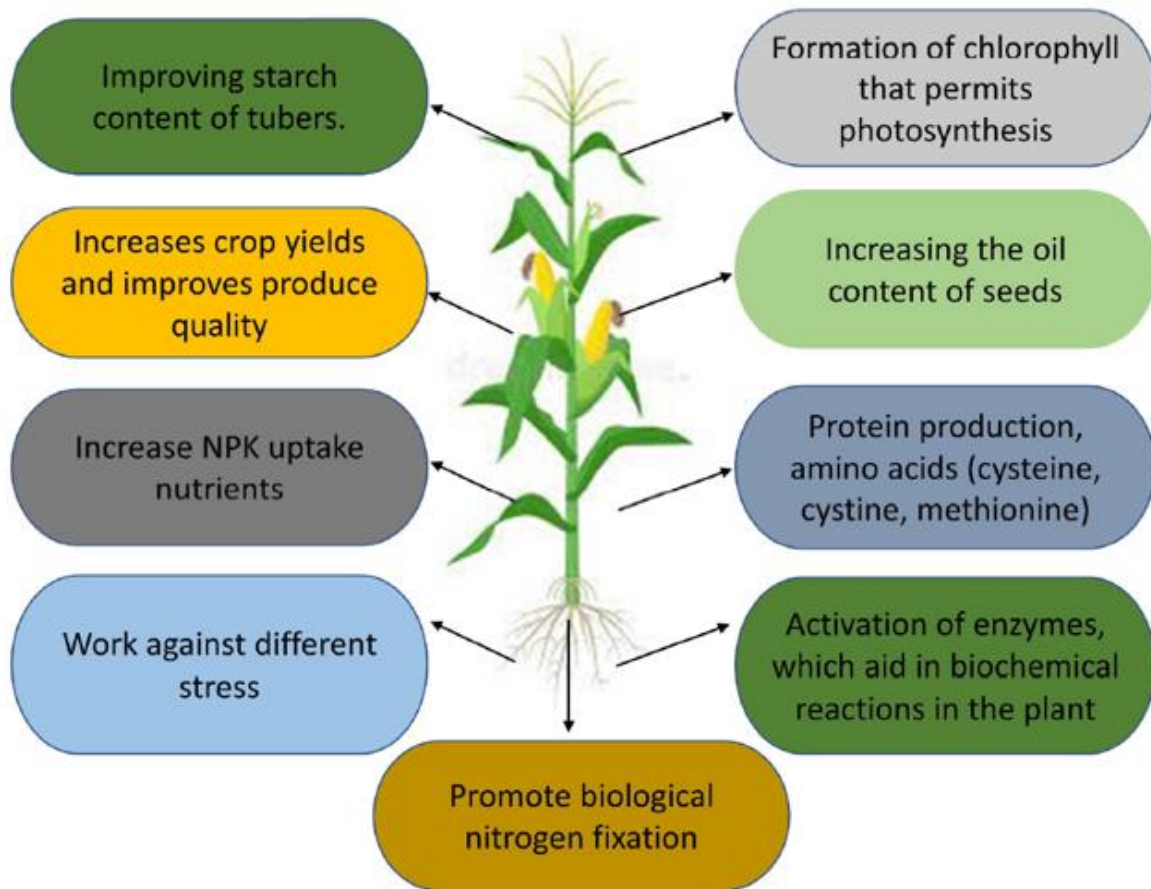 Improving starch
content of tubers.
Formation of chlorophyll
that permits
photosynthesis
Increases crop yields
and improves produce
quality
Increasing the oil
content of seeds
Increase NPK uptake
nutrients
Protein production,
amino acids (cysteine,
cystine, methionine)
Work against different
stress
Activation of enzymes,
which aid in biochemical
reactions in the plant
Promote biological
nitrogen fixation